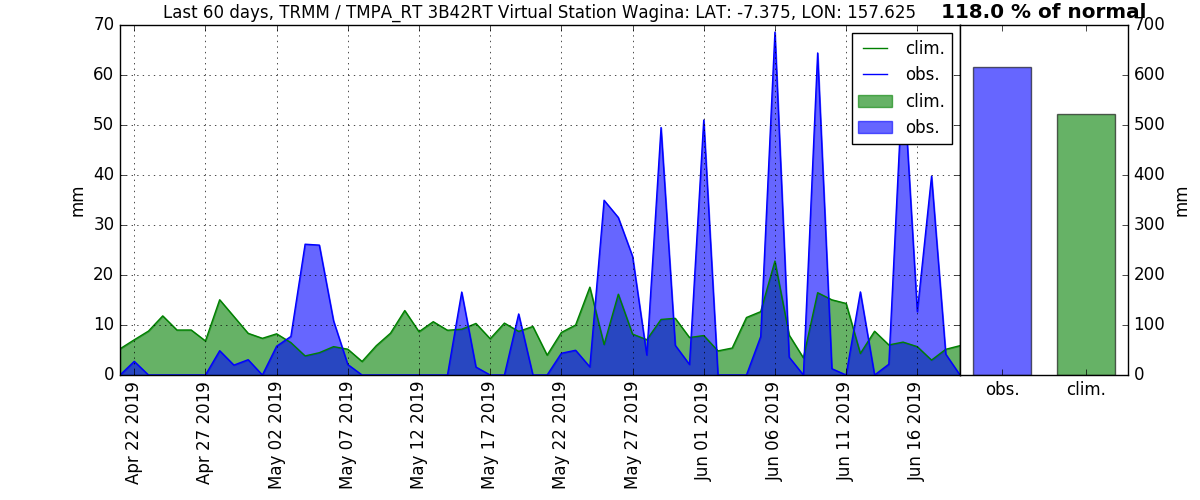 Last 60 days, TRMM / TMPA_RT 3B42RT Virtual Station Wagina: LAT: -7.375, LON: 157.625
118.0 % of normal
70
60
50
40
30
20
10
0
mm
clim.
obs.
clim.
obs.
700
600
500
400
300
200
100
0
mm
Apr 22 2019
Apr 27 2019
May 02 2019
May 07 2019
May 12 2019
May 17 2019
May 22 2019
May 27 2019
Jun 01 2019
Jun 06 2019
Jun 11 2019
Jun 16 2019
obs.
clim.